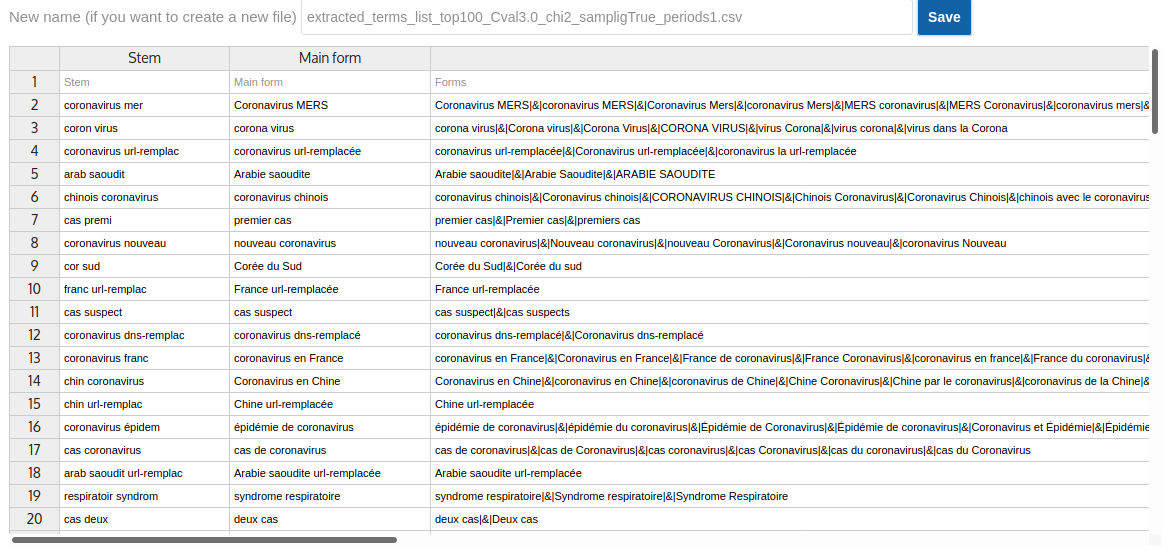 New name (if you want to create a new file) extracted_terms_list_top100_Cval3.0_chi2_sampligTrue_periods1.csv Save
Stem Main form
1 Stem Main form Forms
2 coronavirus mer Coronavirus MERS Coronavirus MERS|&|coronavirus MERS|&|Coronavirus Mers|&|coronavirus Mers|&|MERS coronavirus|&|MERS Coronavirus|&|coronavirus mers|&
3 coron virus corona virus corona virus|&|Corona virus|&|Corona Virus|&|CORONA VIRUS|&|virus Corona|&|virus corona|&|virus dans la Corona
4 coronavirus url-remplac coronavirus url-remplacée coronavirus url-remplacée|&|Coronavirus url-remplacée|&|coronavirus la url-remplacée
5 arab saoudit Arabie saoudite Arabie saoudite|&|Arabie Saoudite|&|ARABIE SAOUDITE
6 chinois coronavirus coronavirus chinois coronavirus chinois|&|Coronavirus chinois|&|CORONAVIRUS CHINOIS|&|Chinois Coronavirus|&|Coronavirus Chinois|&|chinois avec le coronavirus
7 cas premi premier cas premier cas|&|Premier cas|&|premiers cas
8 coronavirus nouveau nouveau coronavirus nouveau coronavirus|&|Nouveau coronavirus|&|nouveau Coronavirus|&|Coronavirus nouveau|&|coronavirus Nouveau
9 cor sud Corée du Sud Corée du Sud|&|Corée du sud
10 franc url-remplac France url-remplacée France url-remplacée
11 cas suspect cas suspect cas suspect|&|cas suspects
12 coronavirus dns-remplac coronavirus dns-remplacé coronavirus dns-remplacé|&|Coronavirus dns-remplacé
13 coronavirus franc coronavirus en France coronavirus en France|&|Coronavirus en France|&|France de coronavirus|&|France Coronavirus|&|coronavirus en france|&|France du coronavirus|&
14 chin coronavirus Coronavirus en Chine Coronavirus en Chine|&|coronavirus en Chine|&|coronavirus de Chine|&|Chine Coronavirus|&|Chine par le coronavirus|&|coronavirus de la Chine|&
15 chin url-remplac Chine url-remplacée Chine url-remplacée
16 coronavirus épidem épidémie de coronavirus épidémie de coronavirus|&|épidémie du coronavirus|&|Épidémie de Coronavirus|&|Épidémie de coronavirus|&|Coronavirus et Épidémie|&|Épidémie
17 cas coronavirus cas de coronavirus cas de coronavirus|&|cas de Coronavirus|&|cas coronavirus|&|cas Coronavirus|&|cas du coronavirus|&|cas du Coronavirus
18 arab saoudit url-remplac Arabie saoudite url-remplacée Arabie saoudite url-remplacée
19 respiratoir syndrom syndrome respiratoire syndrome respiratoire|&|Syndrome respiratoire|&|Syndrome Respiratoire
20 cas deux deux cas deux cas|&|Deux cas